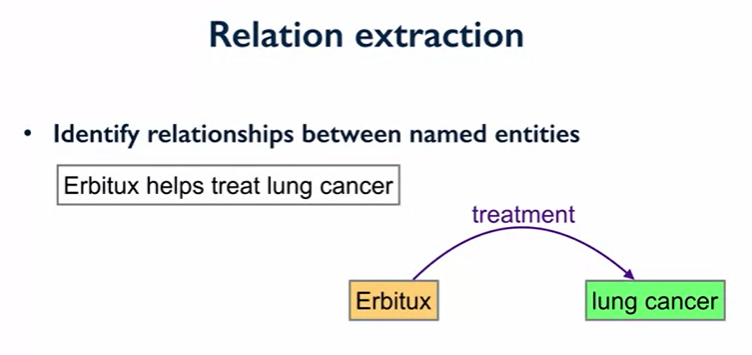 Relation extraction
• Identify relationships between named entities
Erbitux helps treat lung cancer
treatment
Erbitux
lung cancer